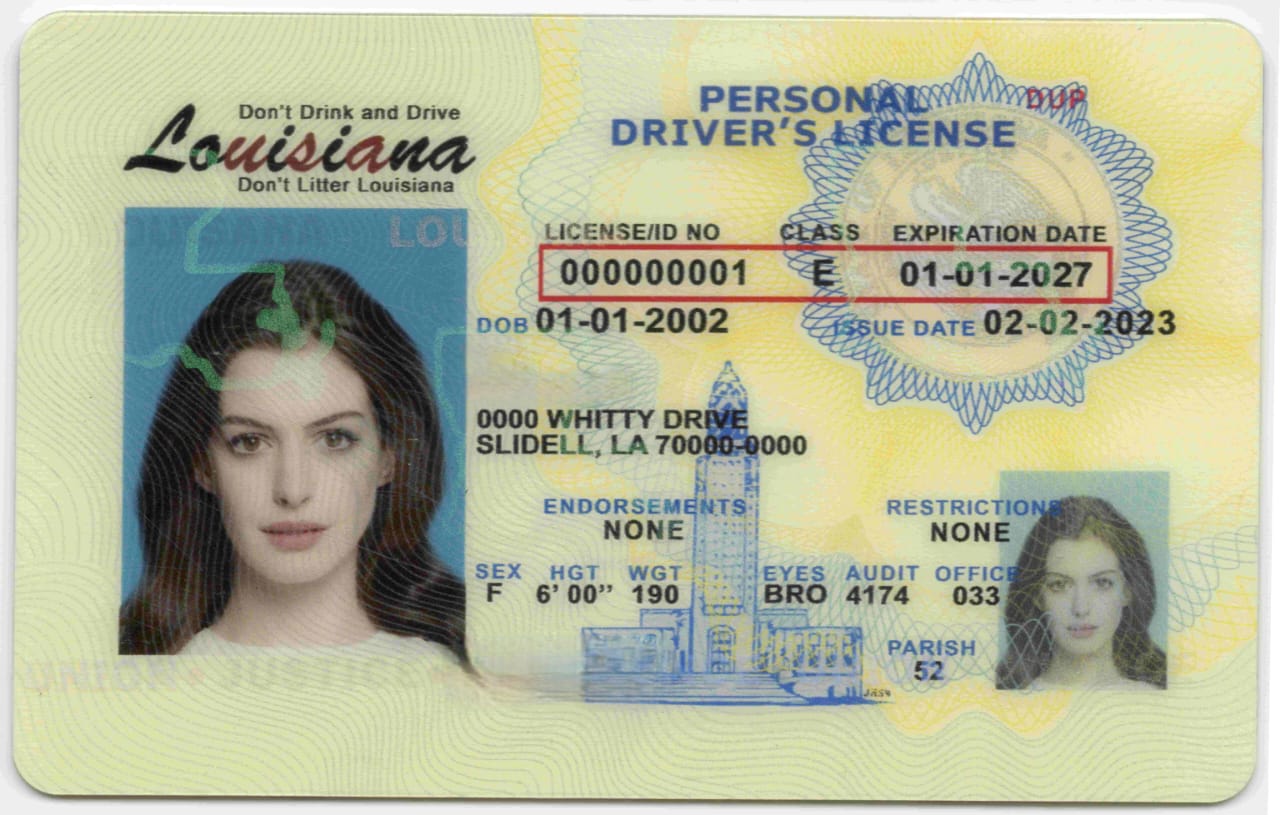 Don't Drink and Drive
Louisiana
Don't Litter Louisiana
PERSONAL
DRIVER'S LICENSE
DUP
LOU
LICENSE/ID NO CLASS EXPIRATION DATE
000000001 E 01-01-2027
DOB 01-01-2002 ISSUE DATE 02-02-2023
0000 WHITTY DRIVE
SLIDELL, LA 70000-0000
ENDORSEMENTS RESTRICTIONS
NONE NONE
SEX HGT WGT EYES AUDIT OFFICE
F 6' 00" 190 BRO 4174 033
PARISH
52
UNION